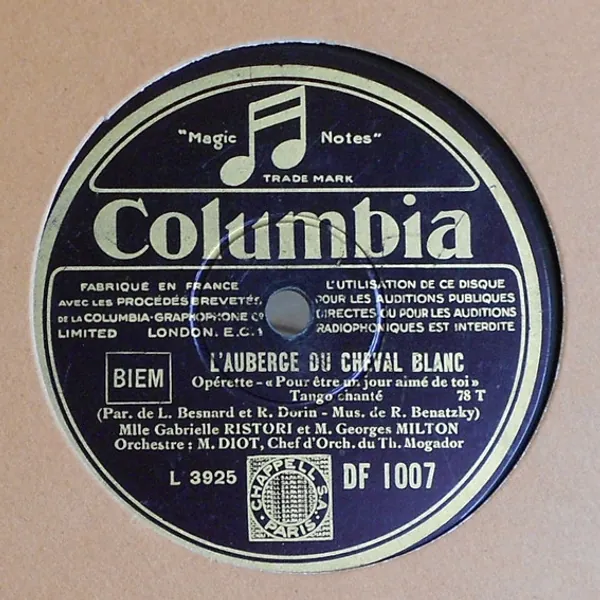 "Magic Notes"
TRADE MARK
Columbia
FABRIQUÉ EN FRANCE
AVEC LES PROCÉDÉS BREVETÉS
DE LA COLUMBIA-GRAPHOPHONE Cº
LIMITED LONDON. E.C.1
L'UTILISATION DE CE DISQUE
POUR LES AUDITIONS PUBLIQUES
DIRECTES OU POUR LES AUDITIONS
RADIOPHONIQUES EST INTERDITE
BIEM
L'AUBERGE DU CHEVAL BLANC
Opérette - « Pour être un jour aimé de toi »
Tango chanté 78 T
(Par. de L. Besnard et R. Dorin - Mus. de R. Benatzky)
Mlle Gabrielle RISTORI et M. Georges MILTON
Orchestre : M. DIOT, Chef d'Orch. du Th. Mogador
L 3925
CHAPPELL S.A.
PARIS
DF 1007